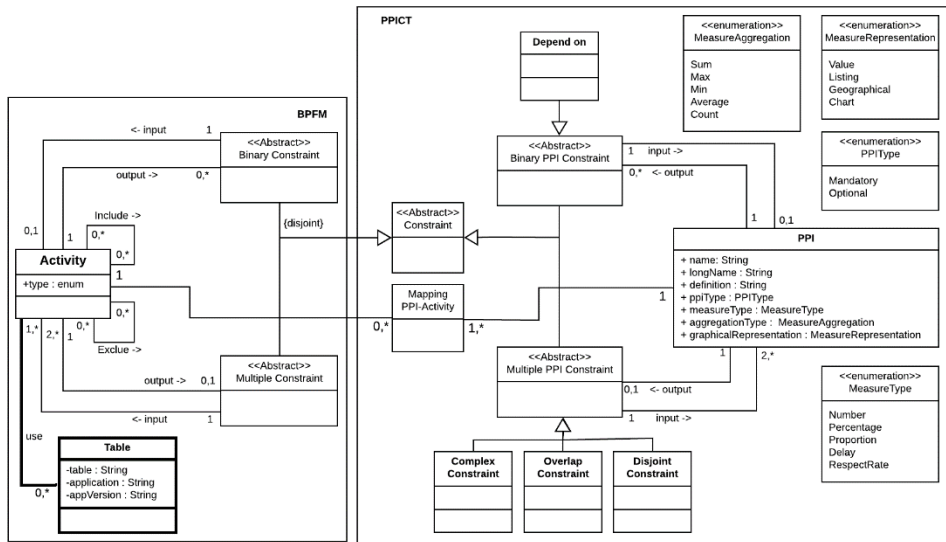 PPICT
<<enumeration>>
MeasureAggregation
Sum
Max
Min
Average
Count
<<enumeration>>
MeasureRepresentation
Value
Listing
Geographical
Chart
<<enumeration>>
PPIType
Mandatory
Optional
Depend on
BPFM
<- input
1
<<Abstract>>
Binary Constraint
output ->
0,*
<<Abstract>>
Binary PPI Constraint
1
input ->
0,*
<- output
Include ->
0,*
0,*
0,1
1
{disjoint}
<<Abstract>>
Constraint
1
0,1
Activity
+type : enum
1
Mapping
PPI-Activity
0,*
1,*
1
PPI
+ name: String
+ longName : String
+ definition : String
+ ppiType : PPIType
+ measureType : MeasureType
+ aggregationType : MeasureAggregation
+ graphicalRepresentation : MeasureRepresentation
1,*
2,*
1
0,*
0,*
Exclue ->
output ->
0,1
<- input
1
<<Abstract>>
Multiple Constraint
<<Abstract>>
Multiple PPI Constraint
1
2,*
0,1
<- output
1
input ->
<<enumeration>>
MeasureType
Number
Percentage
Proportion
Delay
RespectRate
use
0,*
Table
-table : String
-application : String
-appVersion : String
Complex
Constraint
Overlap
Constraint
Disjoint
Constraint